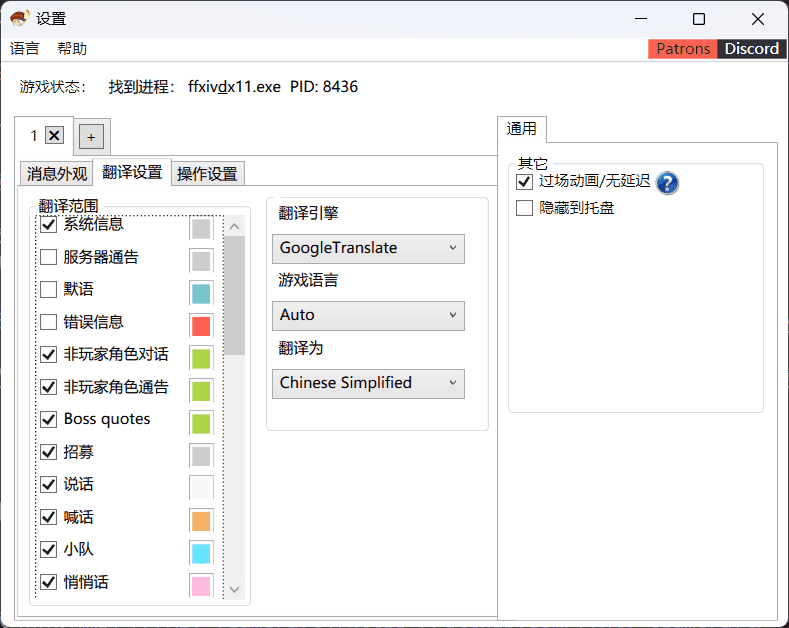 设置
语言 帮助
Patrons Discord
游戏状态: 找到进程: ffxivdx11.exe PID: 8436
1 +
通用
消息外观 翻译设置 操作设置
翻译范围
系统信息
服务器通告
默语
错误信息
非玩家角色对话
非玩家角色通告
Boss quotes
招募
说话
喊话
小队
悄悄话
翻译引擎
GoogleTranslate
游戏语言
Auto
翻译为
Chinese Simplified
其它
过场动画/无延迟 ?
隐藏到托盘